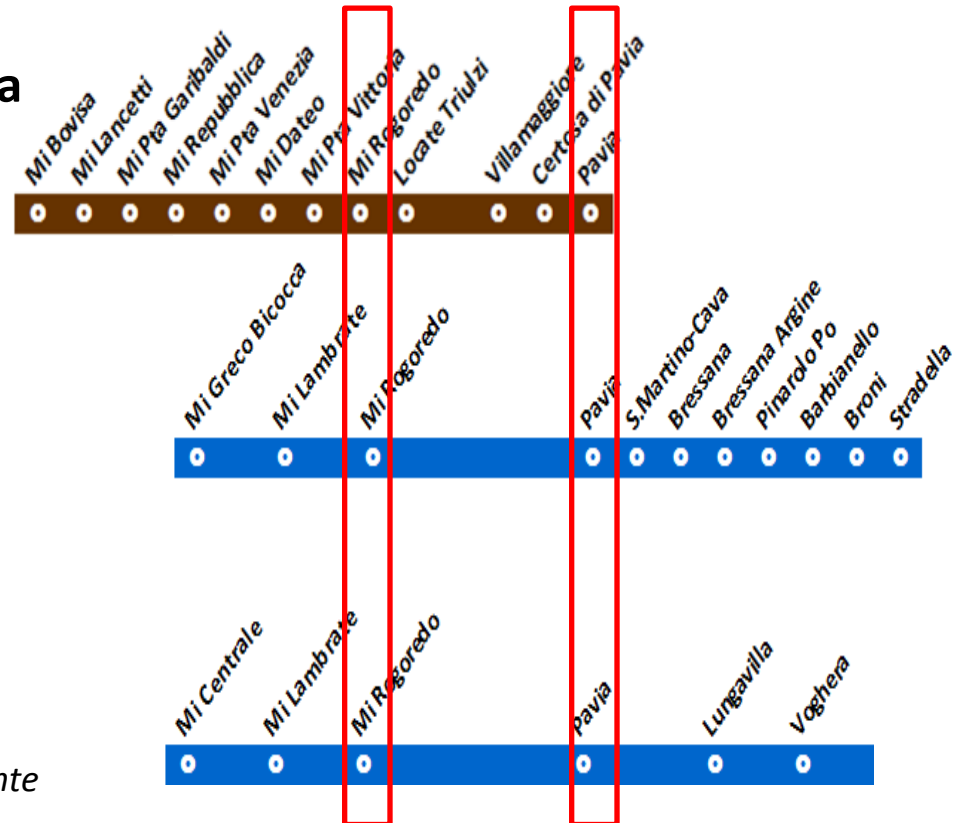 a
Mi Bovisa
Mi Lancetti
Mi Pta Garibaldi
Mi Repubblica
Mi Pta Venezia
Mi Dateo
Mi Pta Vittoria
Mi Rogoredo
Locate Triulzi
Villamaggiore
Certosa di Pavia
Pavia
Mi Greco Bicocca
Mi Lambrate
Mi Rogoredo
Pavia
S.Martino-Cava
Bressana
Bressana Argine
Pinarolo Po
Barbianello
Broni
Stradella
Mi Centrale
Mi Lambrate
Mi Rogoredo
Pavia
Lungavilla
Voghera
nte